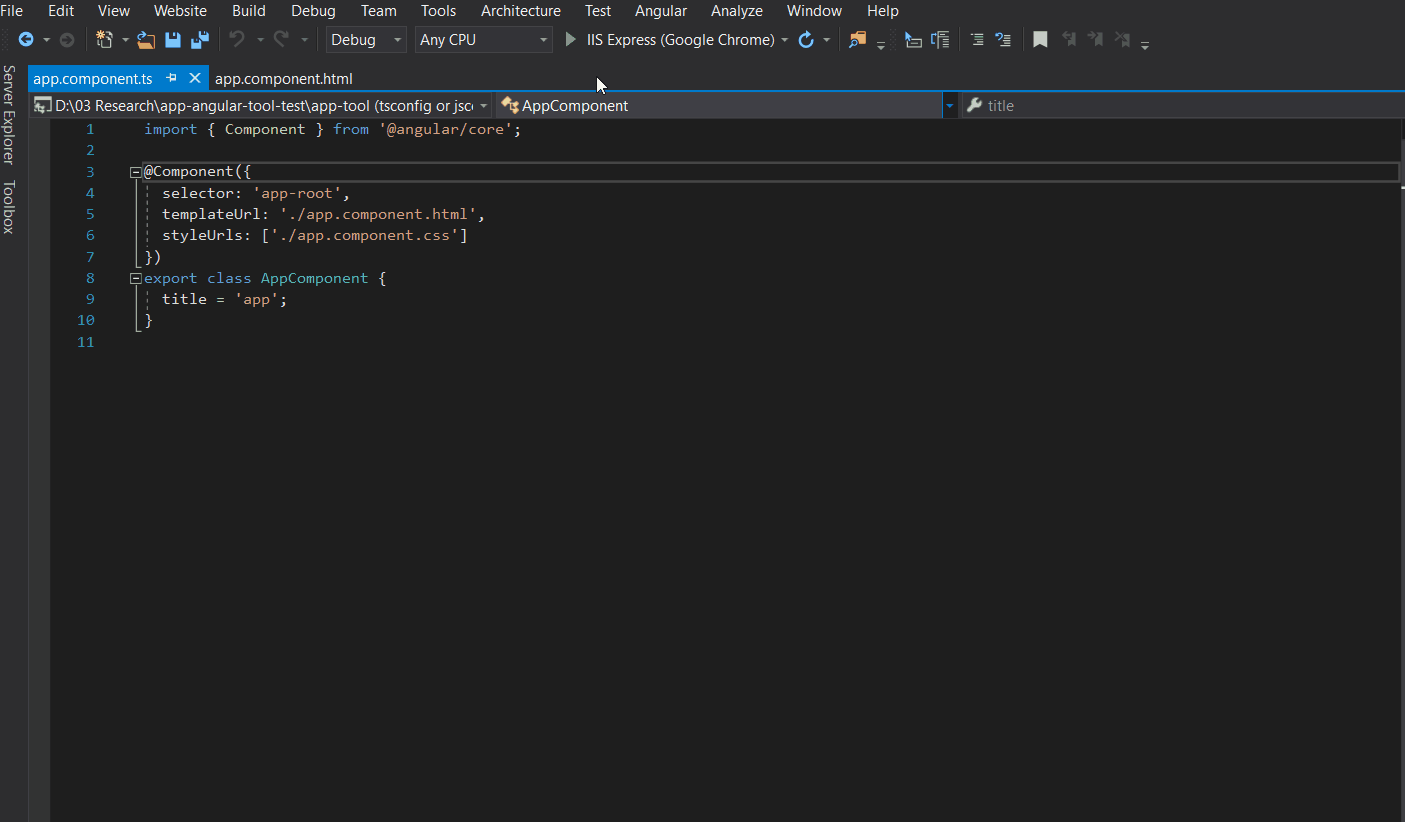 File Edit View Website Build Debug Team Tools Architecture Test Angular Analyze Window Help
Debug Any CPU IIS Express (Google Chrome)
Server Explorer
Toolbox
app.component.ts app.component.html
D:\03 Research\app-angular-tool-test\app-tool (tsconfig or jsc AppComponent title
1 import { Component } from '@angular/core';
2
3 @Component({
4 selector: 'app-root',
5 templateUrl: './app.component.html',
6 styleUrls: ['./app.component.css']
7 })
8 export class AppComponent {
9 title = 'app';
10 }
11